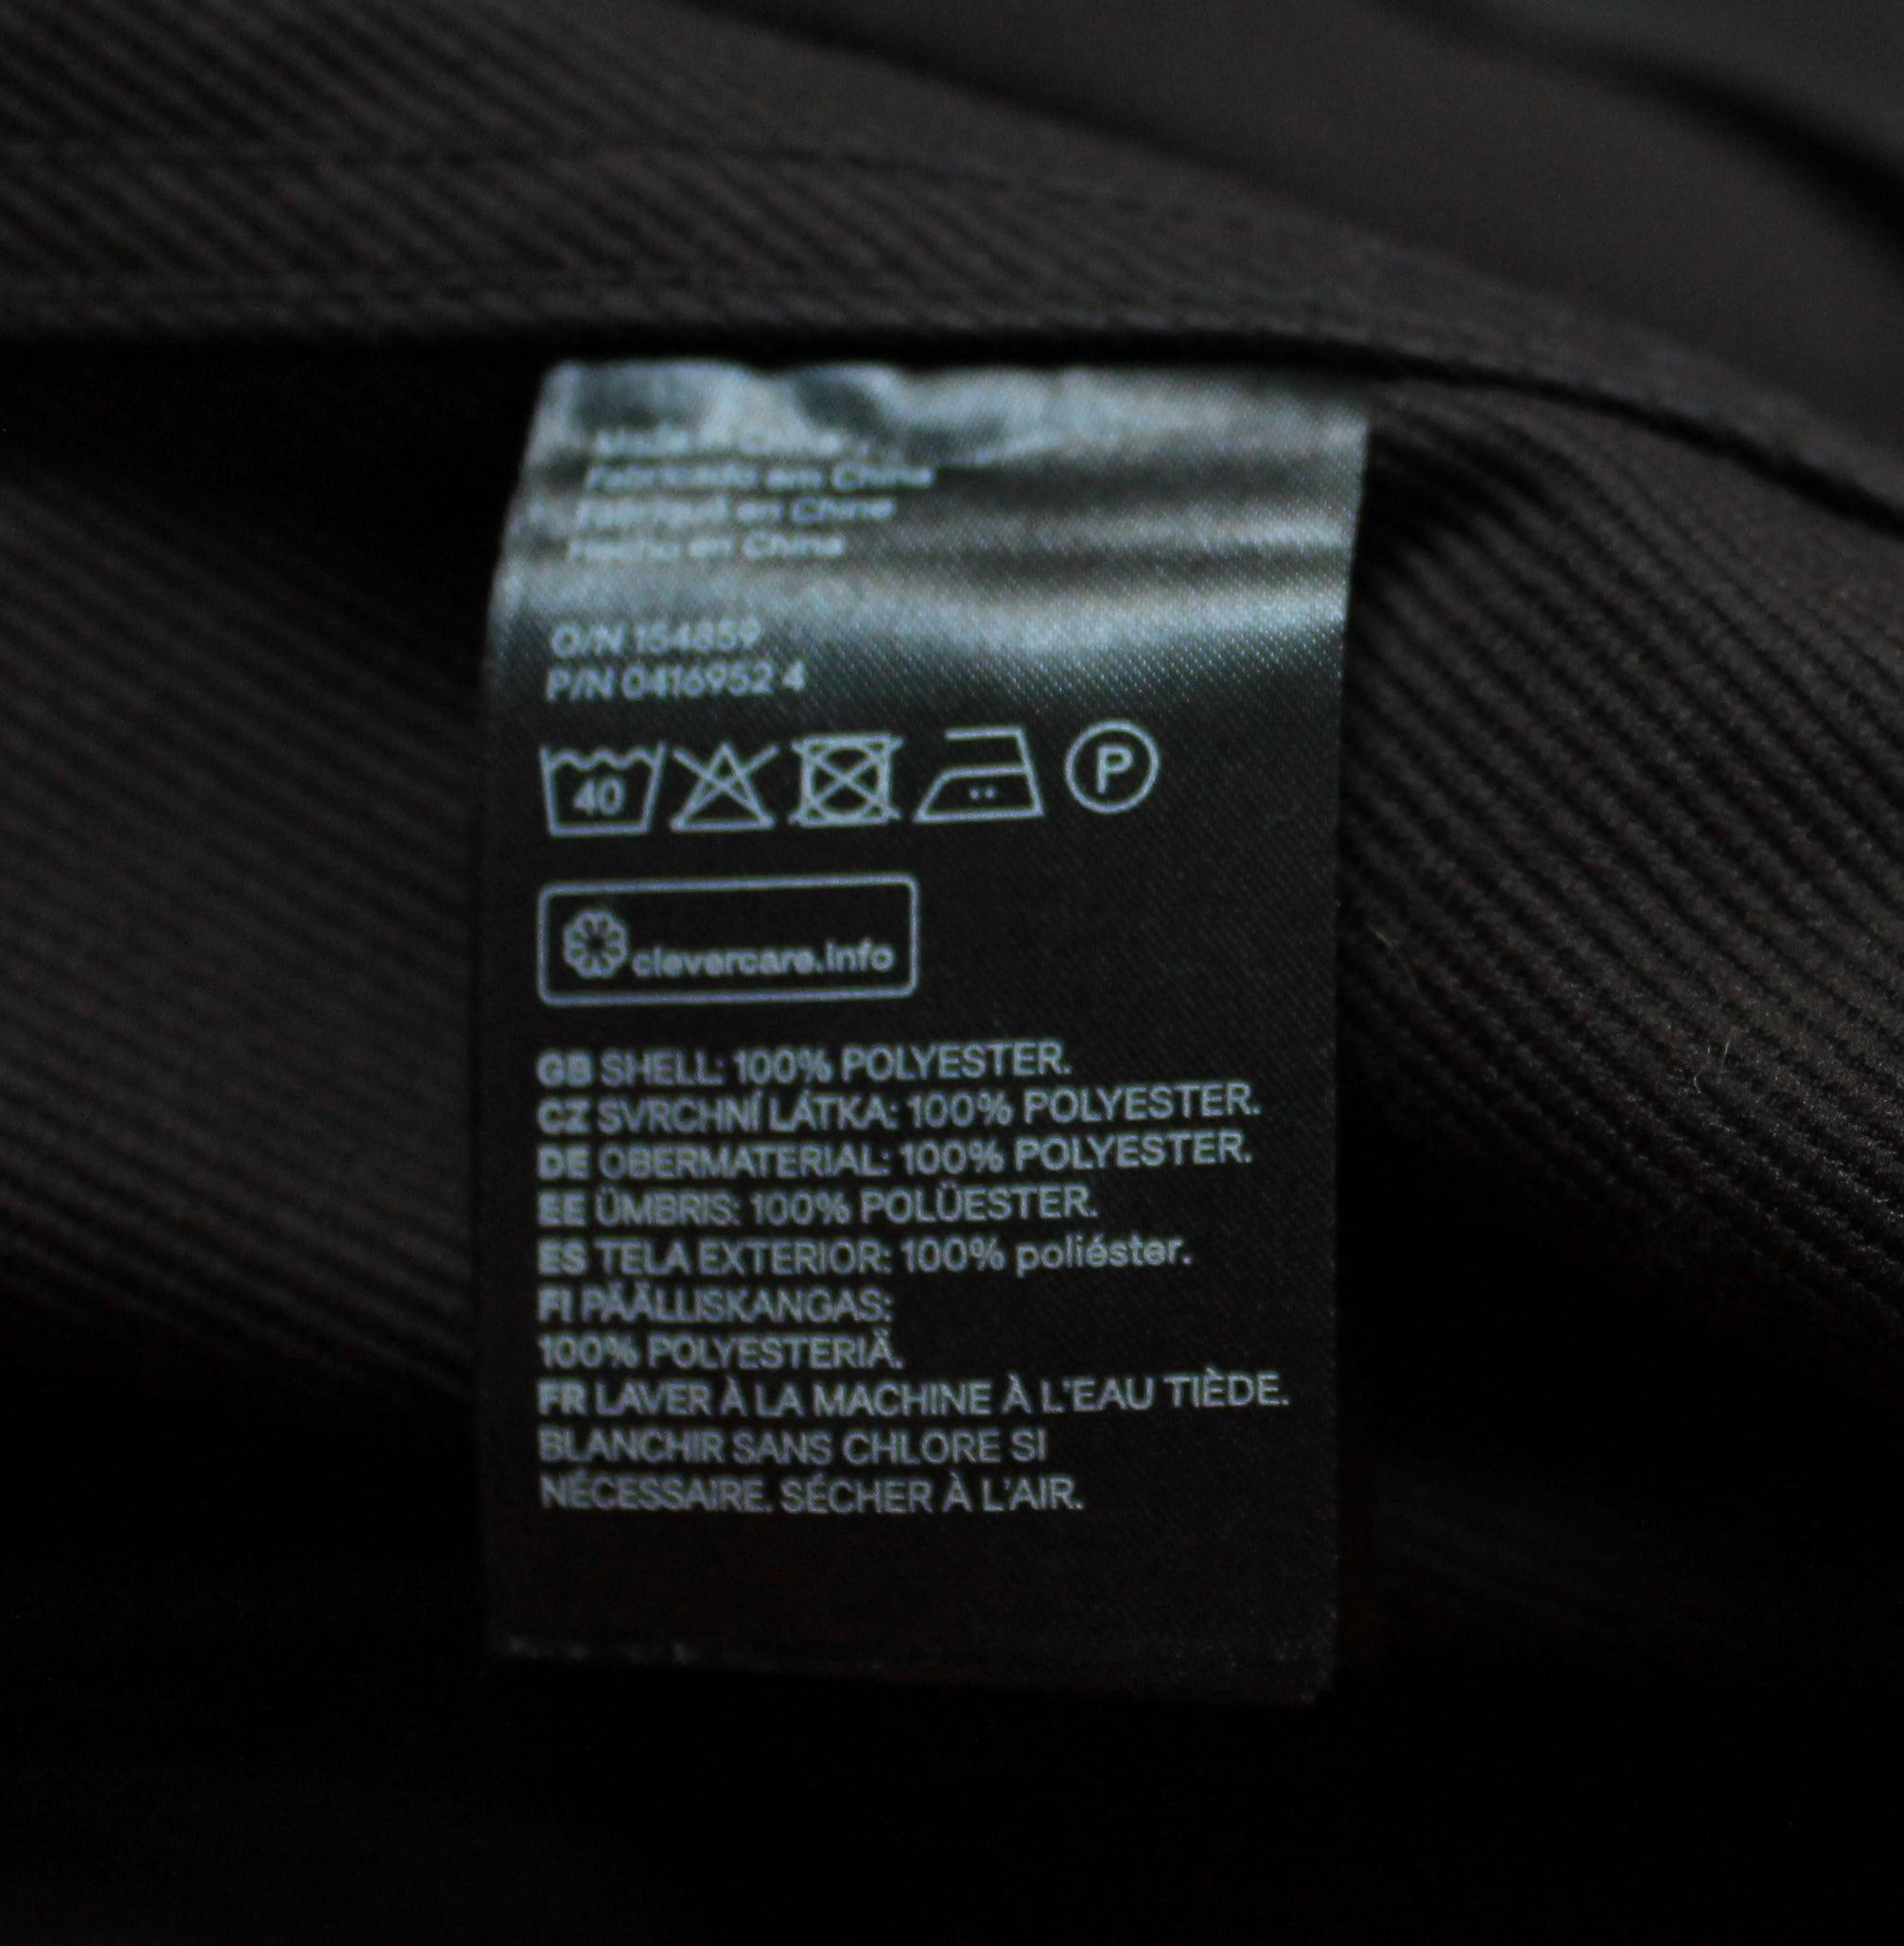 Made in China
Fabricado em China
Fabriqué en Chine
Hecho en China
O/N 154859
P/N 0416952 4
40
P
clevercare.info
GB SHELL: 100% POLYESTER.
CZ SVRCHNÍ LÁTKA: 100% POLYESTER.
DE OBERMATERIAL: 100% POLYESTER.
EE ÜMBRIS: 100% POLÜESTER.
ES TELA EXTERIOR: 100% poliéster.
FI PÄÄLLISKANGAS:
100% POLYESTERIÄ.
FR LAVER À LA MACHINE À L'EAU TIÈDE.
BLANCHIR SANS CHLORE SI
NÉCESSAIRE. SÉCHER À L'AIR.